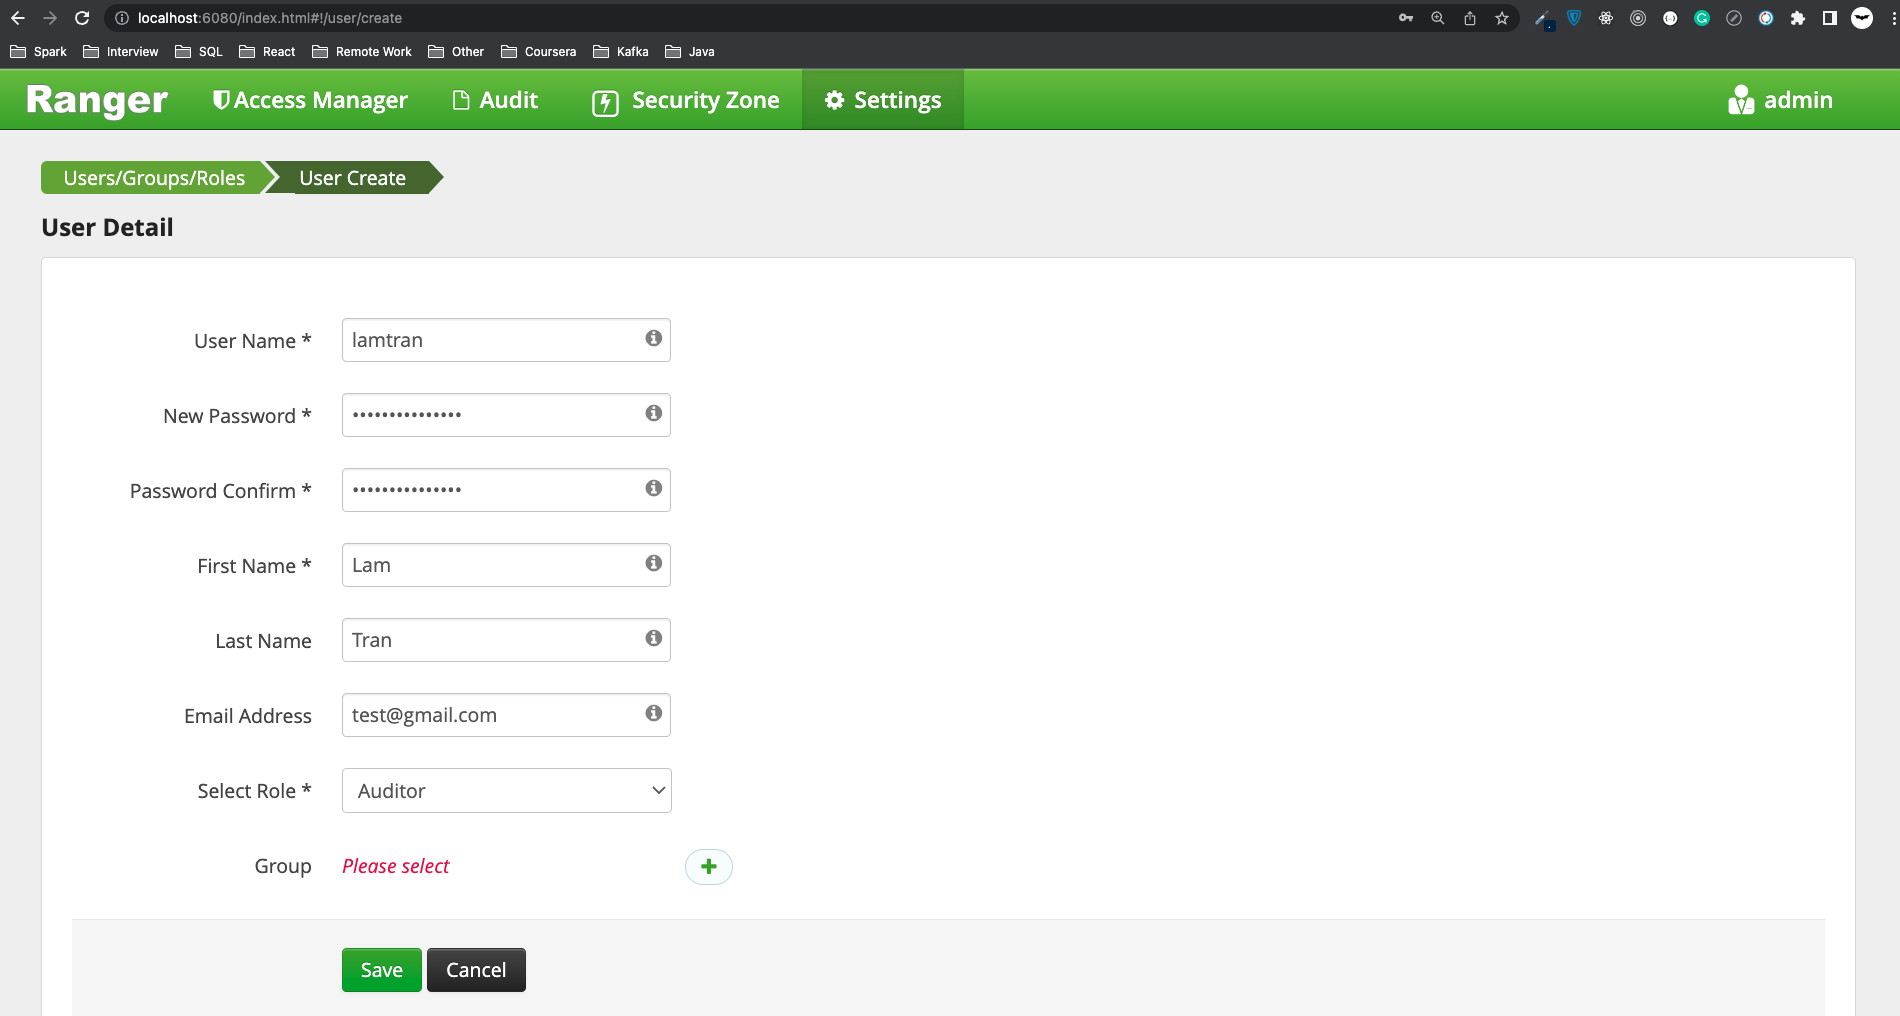 localhost:6080/index.html#!/user/create
Spark Interview SQL React Remote Work Other Coursera Kafka Java
Ranger Access Manager Audit Security Zone Settings admin
Users/Groups/Roles User Create
User Detail
User Name * lamtran
New Password * •••••••••••••••
Password Confirm * •••••••••••••••
First Name * Lam
Last Name Tran
Email Address test@gmail.com
Select Role * Auditor
Group Please select
Save Cancel